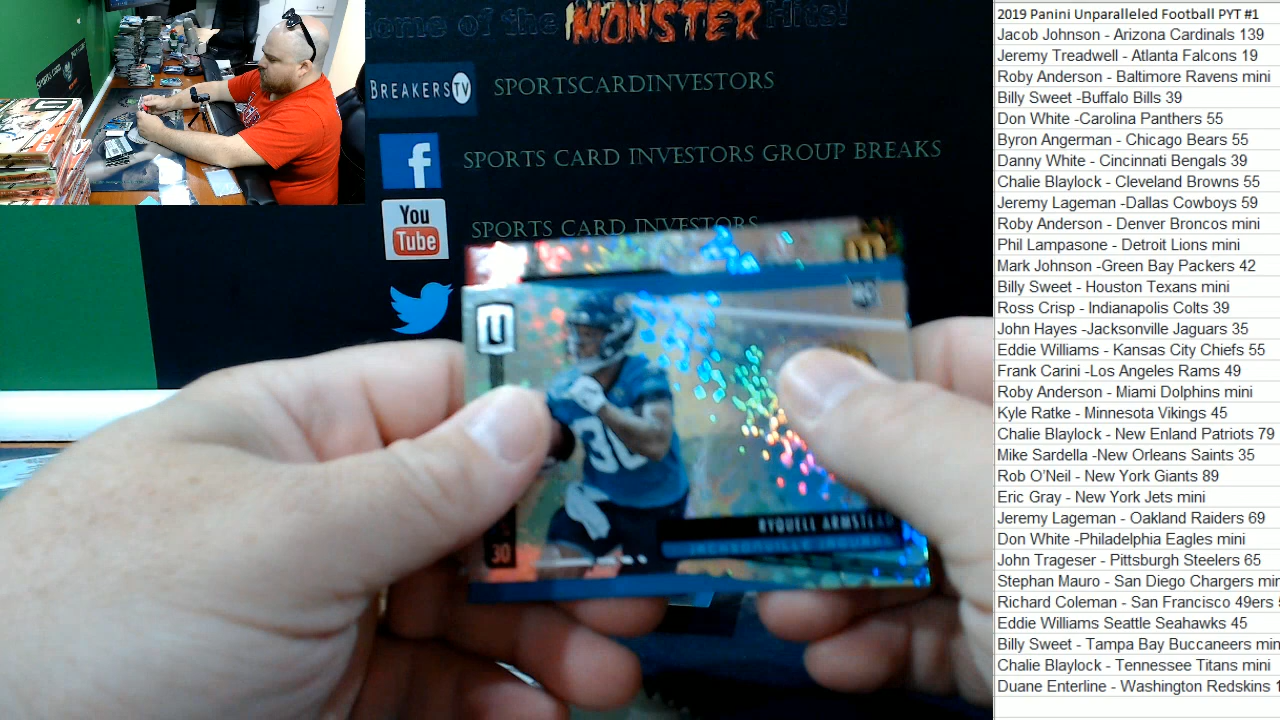 Some of the MONSTER Hits!
BREAKERS TV
SPORTSCARDINVESTORS
f
SPORTS CARD INVESTORS GROUP BREAKS
You
Tube
SPORTS CARD INVESTORS
U
30
30
RYQUELL ARMSTEAD
2019 Panini Unparalleled Football PYT #1
Jacob Johnson - Arizona Cardinals 139
Jeremy Treadwell - Atlanta Falcons 19
Roby Anderson - Baltimore Ravens mini
Billy Sweet -Buffalo Bills 39
Don White -Carolina Panthers 55
Byron Angerman - Chicago Bears 55
Danny White - Cincinnati Bengals 39
Chalie Blaylock - Cleveland Browns 55
Jeremy Lageman -Dallas Cowboys 59
Roby Anderson - Denver Broncos mini
Phil Lampasone - Detroit Lions mini
Mark Johnson -Green Bay Packers 42
Billy Sweet - Houston Texans mini
Ross Crisp - Indianapolis Colts 39
John Hayes -Jacksonville Jaguars 35
Eddie Williams - Kansas City Chiefs 55
Frank Carini -Los Angeles Rams 49
Roby Anderson - Miami Dolphins mini
Kyle Ratke - Minnesota Vikings 45
Chalie Blaylock - New Enland Patriots 79
Mike Sardella -New Orleans Saints 35
Rob O'Neil - New York Giants 89
Eric Gray - New York Jets mini
Jeremy Lageman - Oakland Raiders 69
Don White -Philadelphia Eagles mini
John Trageser - Pittsburgh Steelers 65
Stephan Mauro - San Diego Chargers min
Richard Coleman - San Francisco 49ers
Eddie Williams Seattle Seahawks 45
Billy Sweet - Tampa Bay Buccaneers min
Chalie Blaylock - Tennessee Titans mini
Duane Enterline - Washington Redskins 1